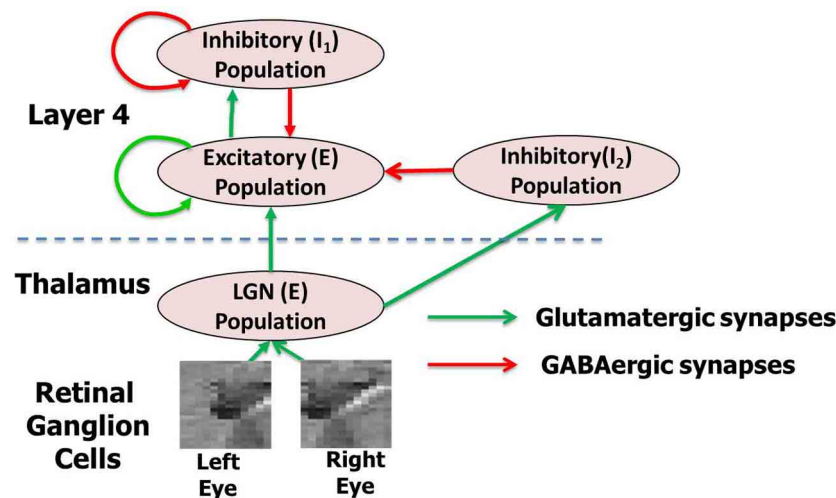 Inhibitory (I₁)
Population
Layer 4
Excitatory (E)
Population
Inhibitory(I₂)
Population
Thalamus
LGN (E)
Population
Glutamatergic synapses
GABAergic synapses
Retinal
Ganglion
Cells
Left
Eye
Right
Eye